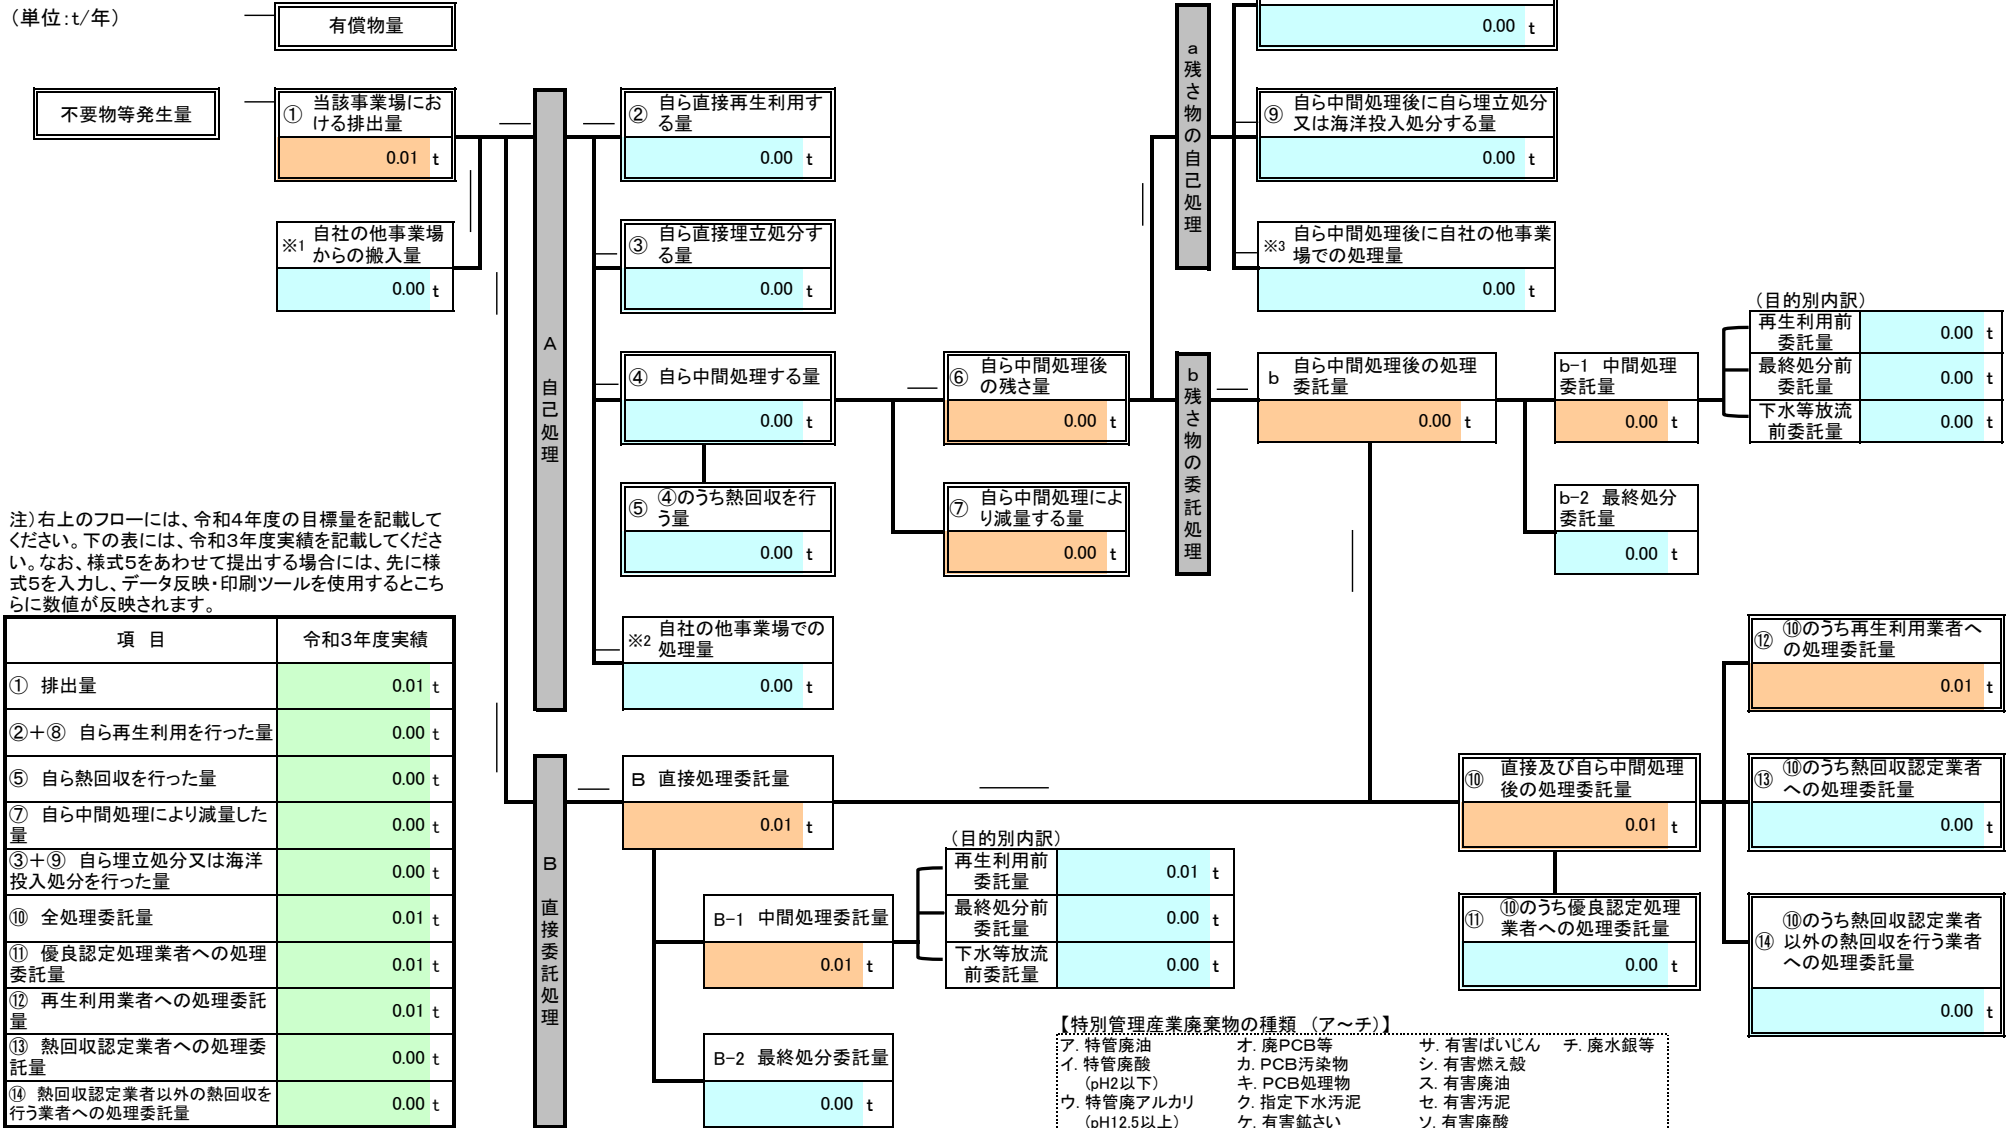 （単位：t/年）
有償物量
0.00 t
不要物等発生量
① 当該事業場にお
ける排出量
0.01 t
※1 自社の他事業場
からの搬入量
0.00 t
A 自己処理
② 自ら直接再生利用す
る量
0.00 t
③ 自ら直接埋立処分す
る量
0.00 t
④ 自ら中間処理する量
0.00 t
⑤ ④のうち熱回収を行
う量
0.00 t
※2 自社の他事業場での
処理量
0.00 t
⑥ 自ら中間処理後
の残さ量
0.00 t
⑦ 自ら中間処理によ
り減量する量
0.00 t
a残さ物の自己処理
⑨ 自ら中間処理後に自ら埋立処分
又は海洋投入処分する量
0.00 t
※3 自ら中間処理後に自社の他事業
場での処理量
0.00 t
b残さ物の委託処理
b 自ら中間処理後の処理
委託量
0.00 t
b-1 中間処理
委託量
0.00 t
b-2 最終処分
委託量
0.00 t
（目的別内訳）
再生利用前
委託量
0.00 t
最終処分前
委託量
0.00 t
下水等放流
前委託量
0.00 t
注）右上のフローには、令和4年度の目標量を記載して
ください。下の表には、令和3年度実績を記載してくださ
い。なお、様式5をあわせて提出する場合には、先に様
式5を入力し、データ反映・印刷ツールを使用するとこち
らに数値が反映されます。
項 目 令和3年度実績
① 排出量 0.01 t
②＋⑧ 自ら再生利用を行った量 0.00 t
⑤ 自ら熱回収を行った量 0.00 t
⑦ 自ら中間処理により減量した
量 0.00 t
③＋⑨ 自ら埋立処分又は海洋
投入処分を行った量 0.00 t
⑩ 全処理委託量 0.01 t
⑪ 優良認定処理業者への処理
委託量 0.01 t
⑫ 再生利用業者への処理委託
量 0.01 t
⑬ 熱回収認定業者への処理委
託量 0.00 t
⑭ 熱回収認定業者以外の熱回収を
行う業者への処理委託量 0.00 t
B 直接委託処理
B 直接処理委託量
0.01 t
B-1 中間処理委託量
0.01 t
B-2 最終処分委託量
0.00 t
（目的別内訳）
再生利用前
委託量
0.01 t
最終処分前
委託量
0.00 t
下水等放流
前委託量
0.00 t
⑩ 直接及び自ら中間処理
後の処理委託量
0.01 t
⑪ ⑩のうち優良認定処理
業者への処理委託量
0.00 t
⑫ ⑩のうち再生利用業者へ
の処理委託量
0.01 t
⑬ ⑩のうち熱回収認定業者
への処理委託量
0.00 t
⑭ ⑩のうち熱回収認定業者
以外の熱回収を行う業者
への処理委託量
0.00 t
【特別管理産業廃棄物の種類 （ア～チ）】
ア. 特管廃油 オ. 廃PCB等 サ. 有害ばいじん チ. 廃水銀等
イ. 特管廃酸 カ. PCB汚染物 シ. 有害燃え殻
（pH2以下） キ. PCB処理物 ス. 有害廃油
ウ. 特管廃アルカリ ク. 指定下水汚泥 セ. 有害汚泥
（pH12.5以上） ケ. 有害鉱さい ソ. 有害廃酸